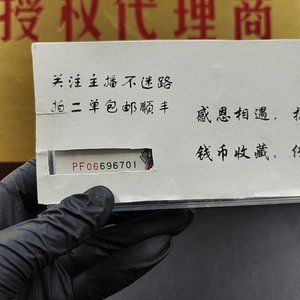 授权代理商
关注主播不迷路
拍二单包邮顺丰
感恩相遇，
钱币收藏，
PF06696701